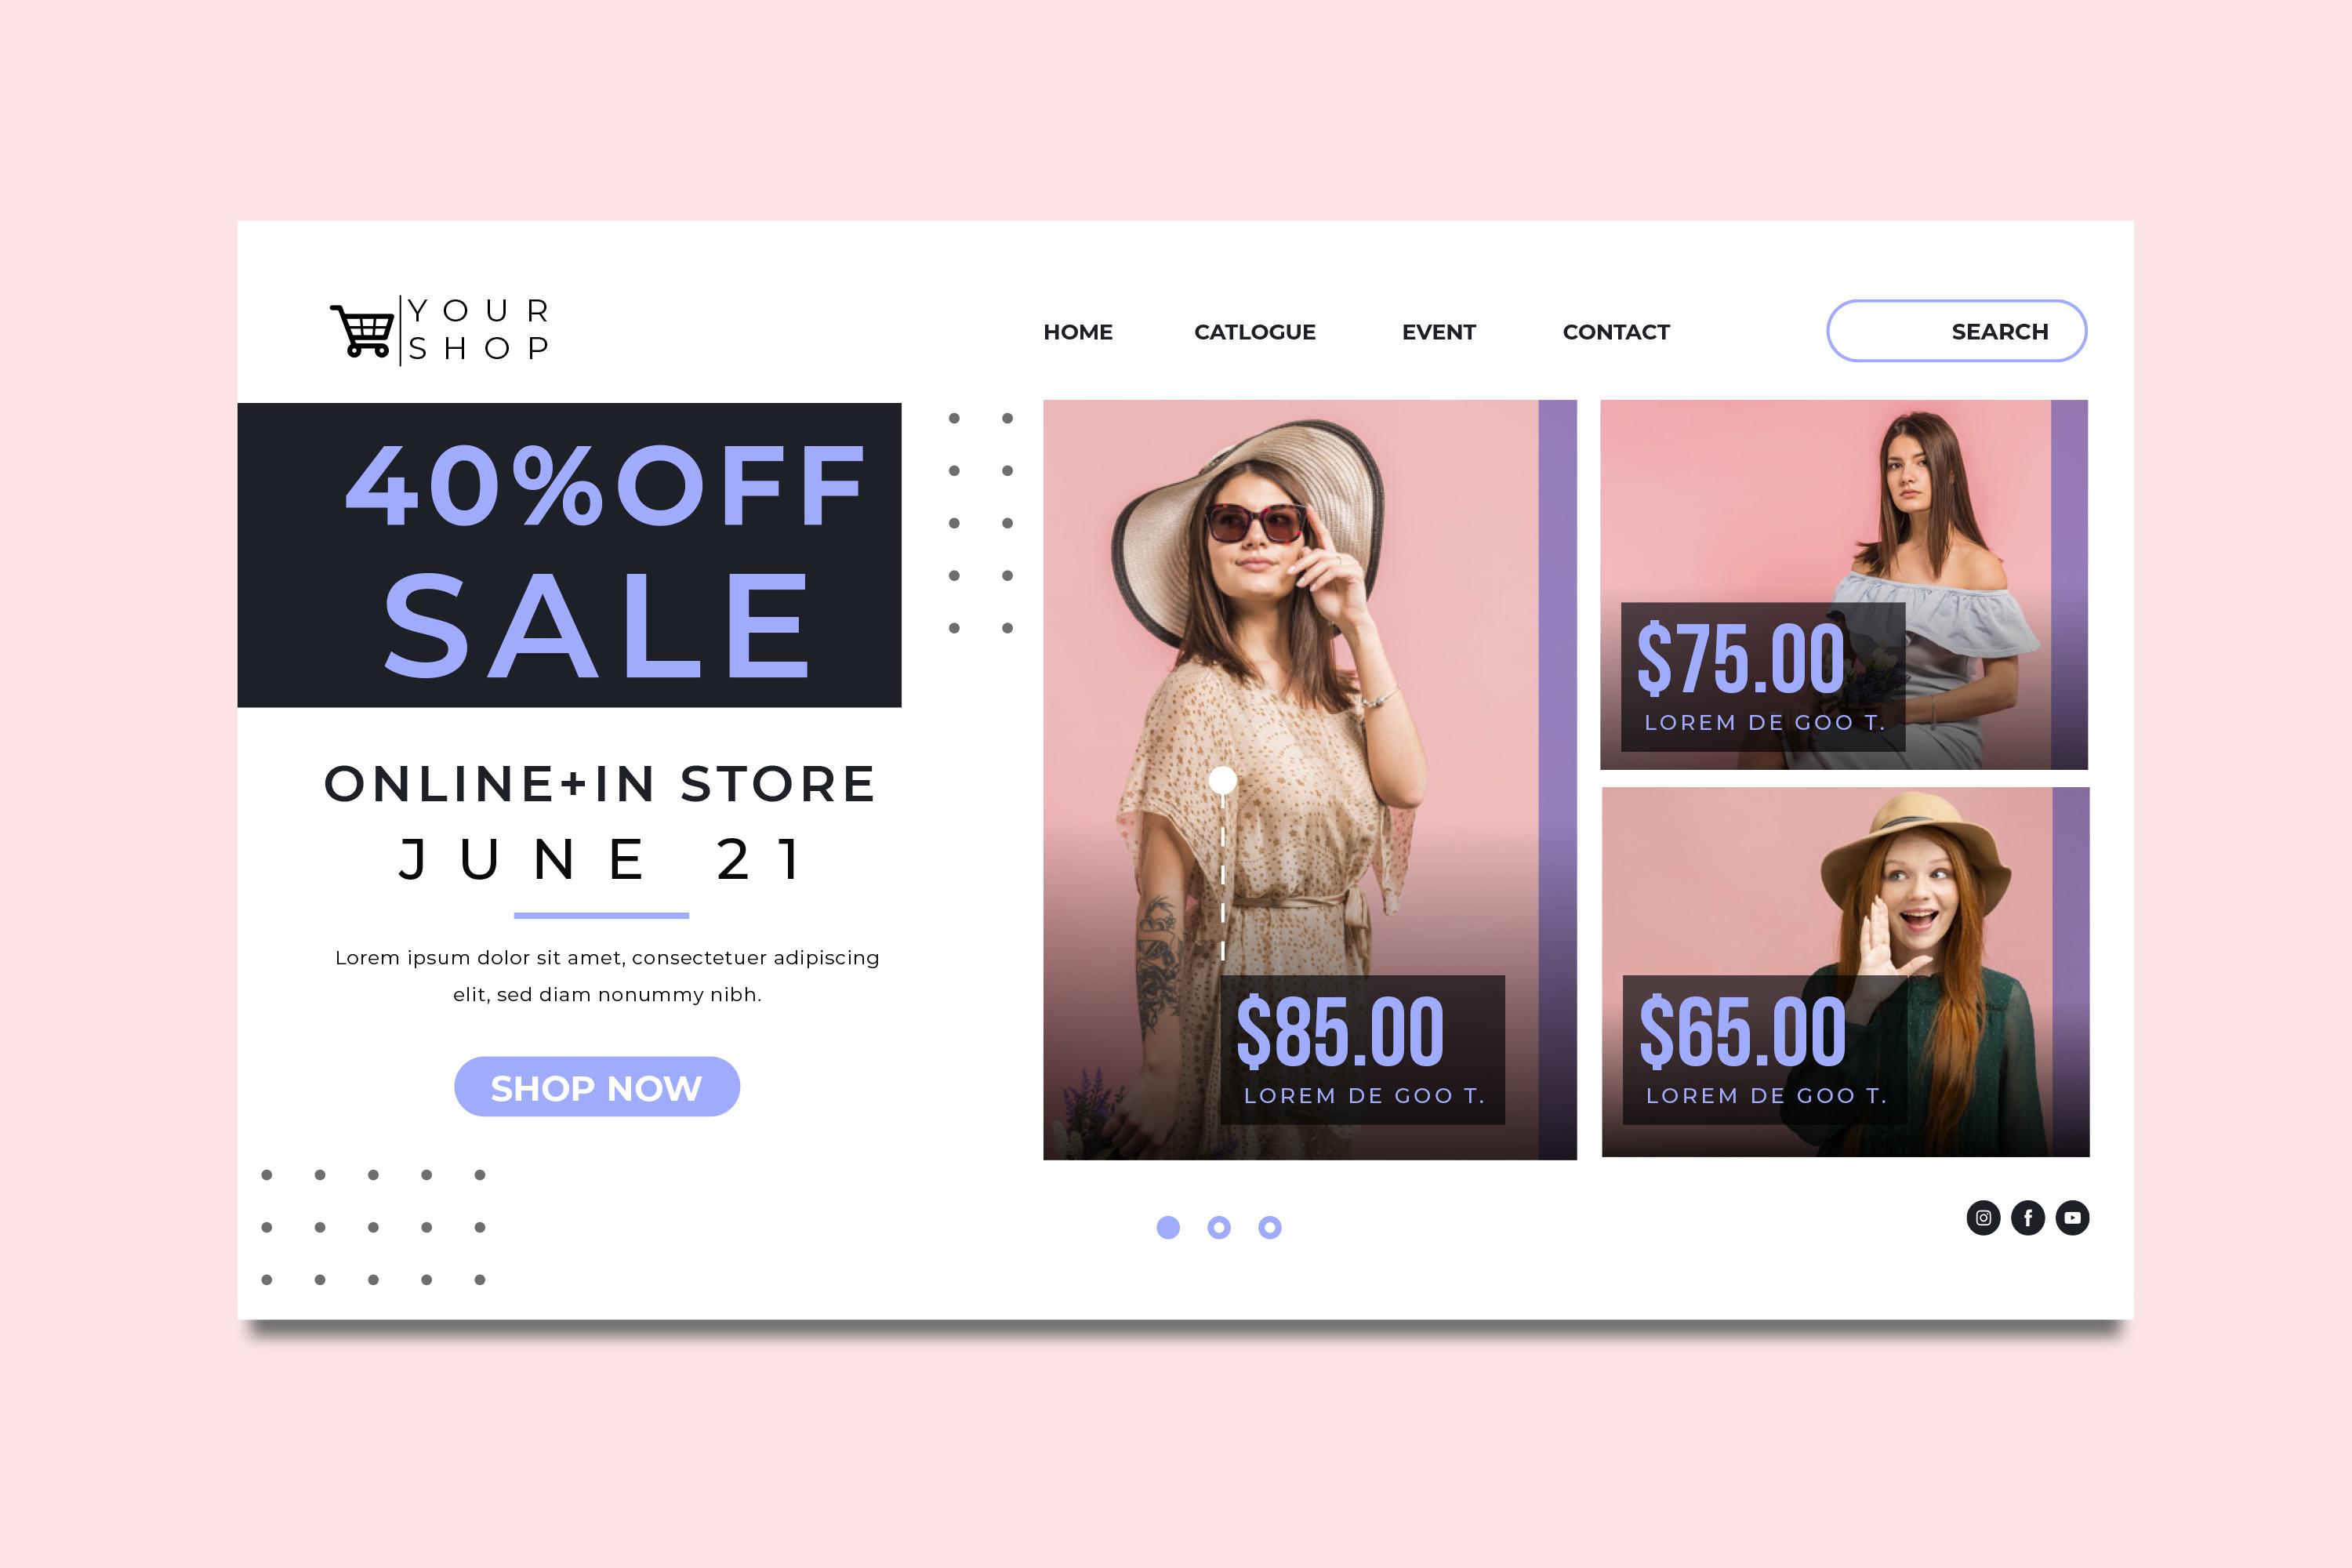 YOUR
SHOP
HOME CATLOGUE EVENT CONTACT SEARCH
40%OFF
SALE
ONLINE+IN STORE
JUNE 21
Lorem ipsum dolor sit amet, consectetuer adipiscing
elit, sed diam nonummy nibh.
SHOP NOW
$85.00
LOREM DE GOO T.
$75.00
LOREM DE GOO T.
$65.00
LOREM DE GOO T.